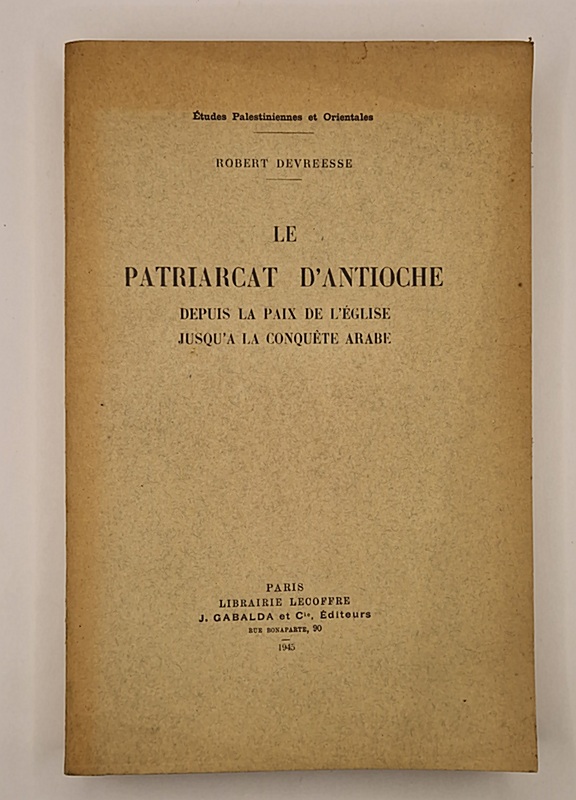 Études Palestiniennes et Orientales
ROBERT DEVREESSE
LE
PATRIARCAT D'ANTIOCHE
DEPUIS LA PAIX DE L'ÉGLISE
JUSQU'A LA CONQUÊTE ARABE
PARIS
LIBRAIRIE LECOFFRE
J. GABALDA et Cie, Éditeurs
RUE BONAPARTE, 90
1945